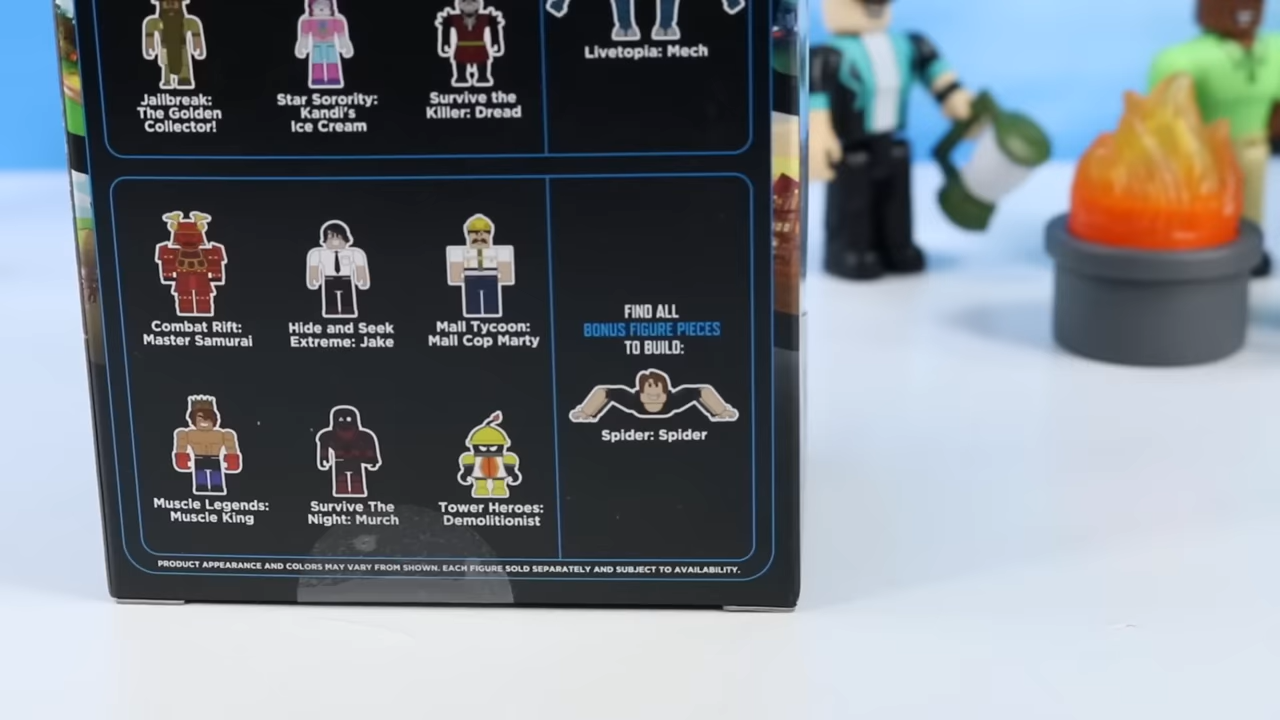 Livetopia: Mech
Jailbreak:
The Golden
Collector!
Star Sorority:
Kandi's
Ice Cream
Survive the
Killer: Dread
Combat Rift:
Master Samurai
Hide and Seek
Extreme: Jake
Mall Tycoon:
Mall Cop Marty
FIND ALL
BONUS FIGURE PIECES
TO BUILD:
Spider: Spider
Muscle Legends:
Muscle King
Survive The
Night: Murch
Tower Heroes:
Demolitionist
PRODUCT APPEARANCE AND COLORS MAY VARY FROM SHOWN. EACH FIGURE SOLD SEPARATELY AND SUBJECT TO AVAILABILITY.